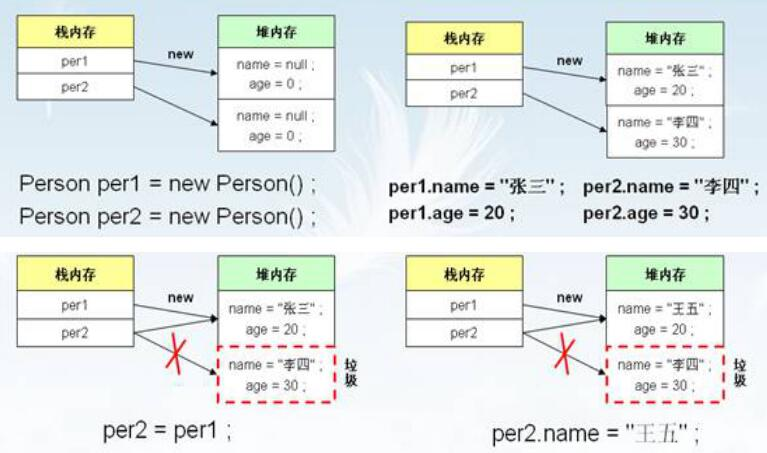 栈内存
堆内存
per1
new
name = null ;
age = 0 ;
per2
name = null ;
age = 0 ;
Person per1 = new Person() ;
Person per2 = new Person() ;
栈内存
堆内存
per1
new
name = "张三" ;
age = 20 ;
per2
name = "李四" ;
age = 30 ;
per1.name = "张三" ; per2.name = "李四" ;
per1.age = 20 ; per2.age = 30 ;
栈内存
堆内存
per1
new
name = "张三" ;
age = 20 ;
per2
name = "李四" ;
age = 30 ;
垃圾
per2 = per1 ;
栈内存
堆内存
per1
new
name = "王五" ;
age = 20 ;
per2
name = "李四" ;
age = 30 ;
垃圾
per2.name = "王五" ;